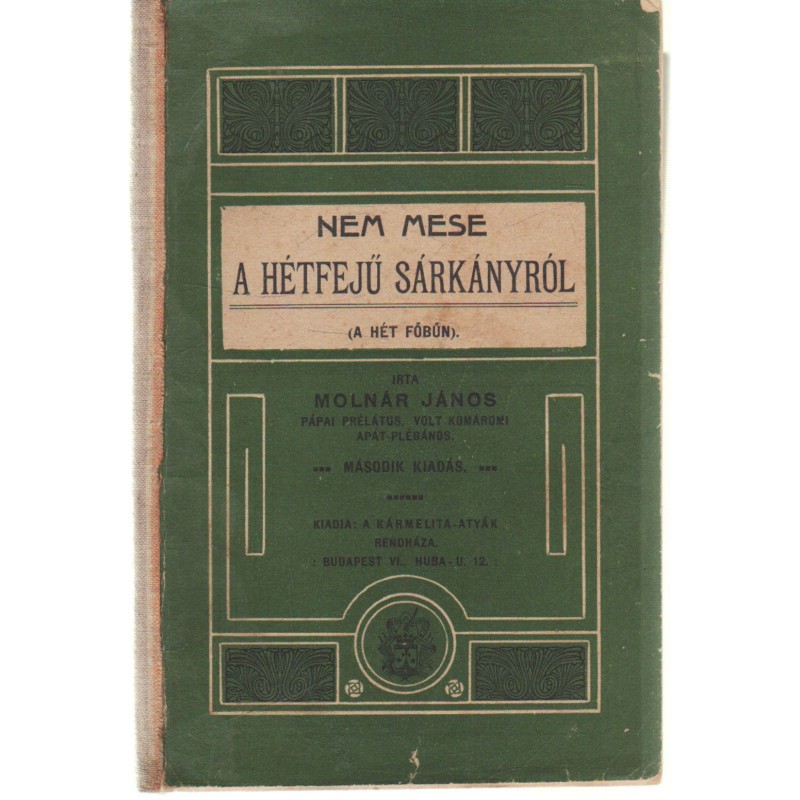 NEM MESE
A HÉTFEJŰ SÁRKÁNYRÓL
(A HÉT FŐBŰN).
IRTA
MOLNÁR JÁNOS
PÁPAI PRÉLÁTUS, VOLT KOMÁROMI
APÁT-PLÉBÁNOS.
MÁSODIK KIADÁS.
KIADJA: A KÁRMELITA-ATYÁK
RENDHÁZA.
: BUDAPEST VI., HUBA-U. 12. :